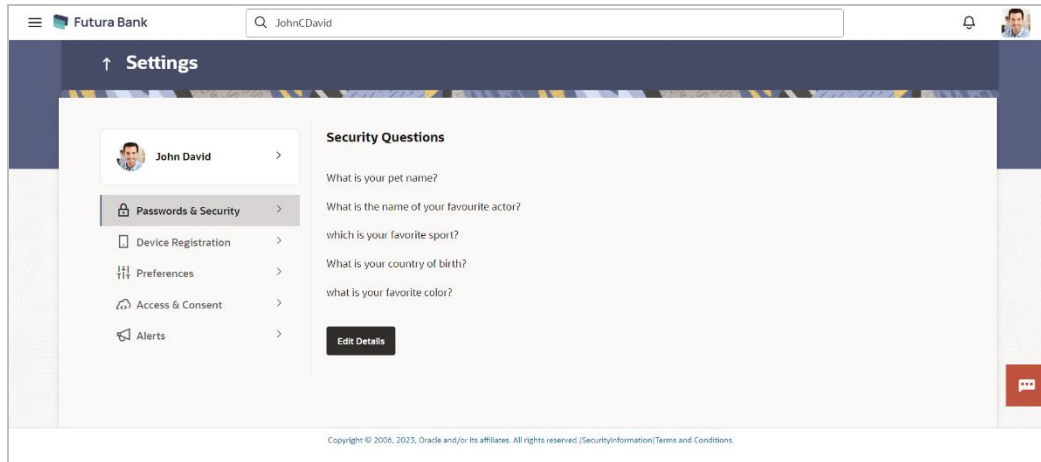 Futura Bank
JohnCDavid
↑ Settings
John David
Passwords & Security
Device Registration
Preferences
Access & Consent
Alerts
Security Questions
What is your pet name?
What is the name of your favourite actor?
which is your favorite sport?
What is your country of birth?
what is your favorite color?
Edit Details
Copyright © 2006, 2023, Oracle and/or its affiliates. All rights reserved.|SecurityInformation|Terms and Conditions